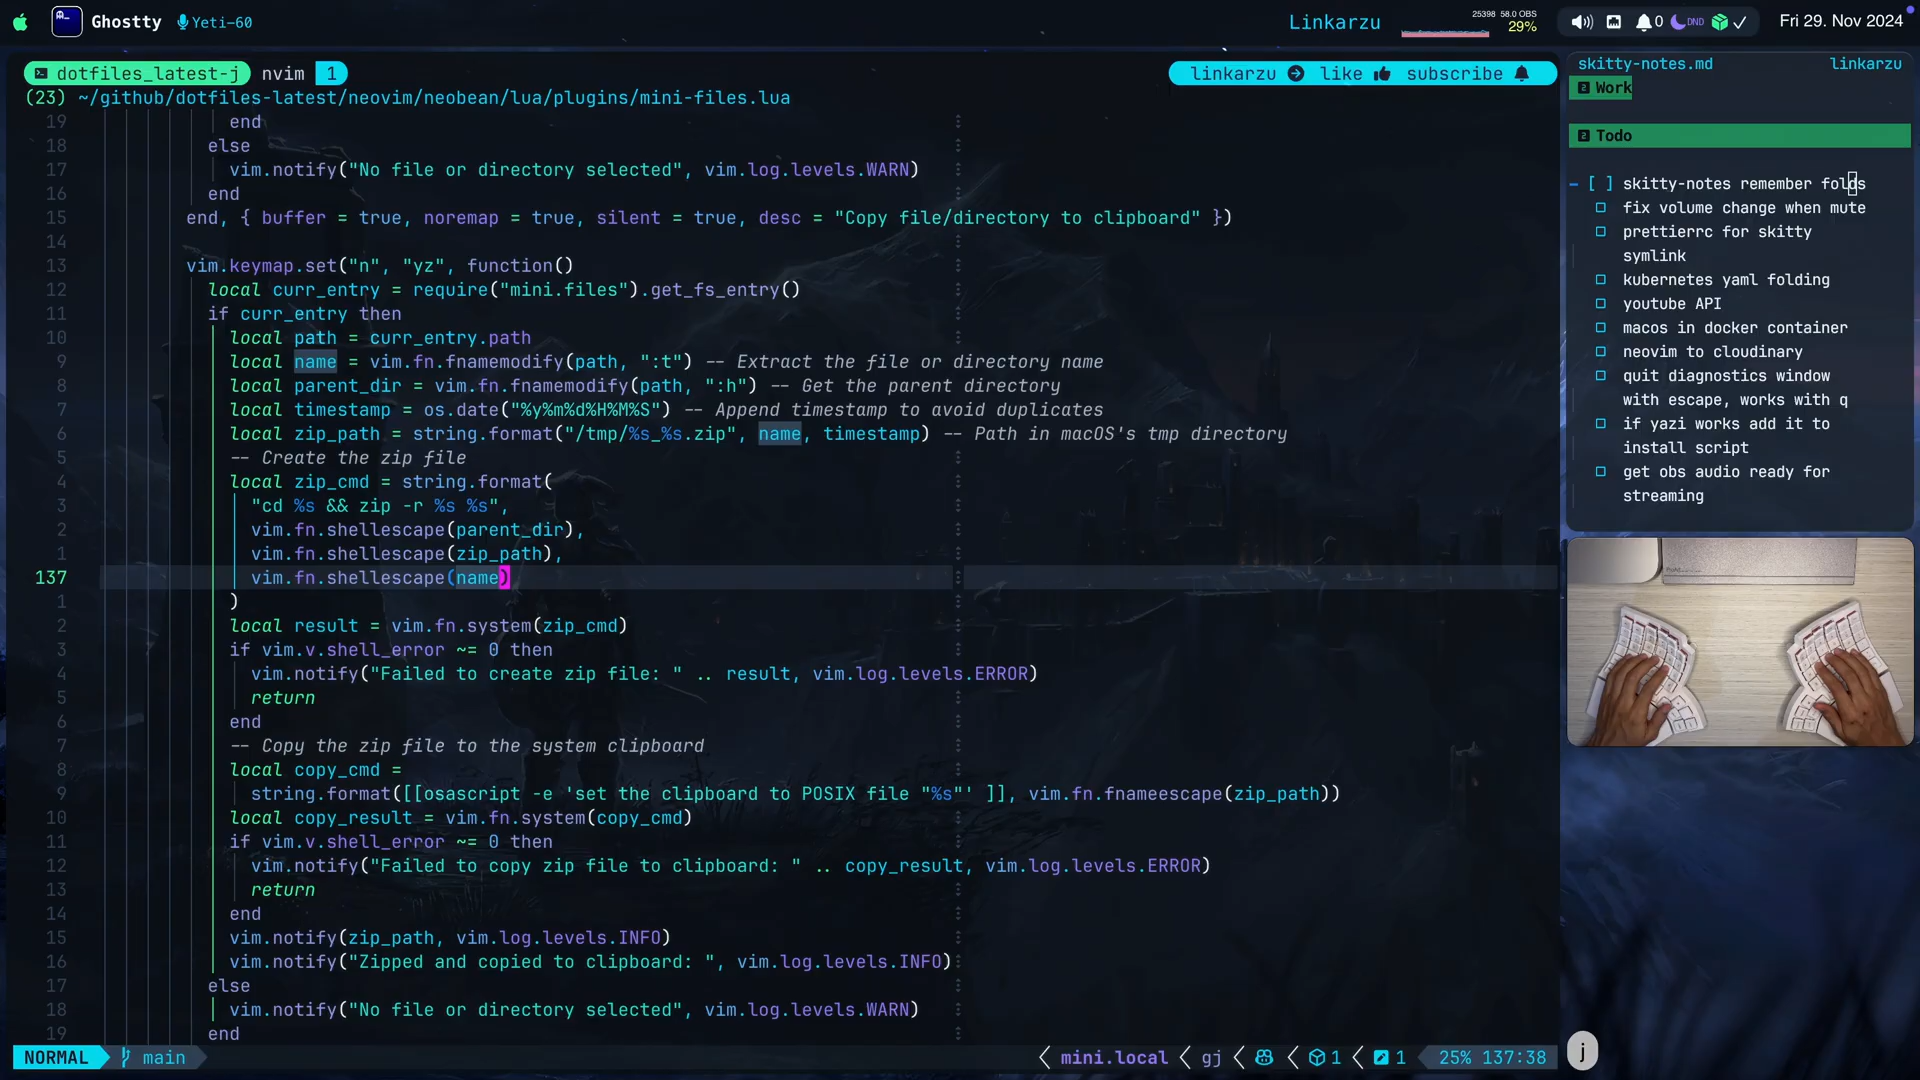 Ghostty Yeti-60 Linkarzu 25398 58.0 OBS 29% 0 DND Fri 29. Nov 2024
dotfiles_latest-j nvim 1 linkarzu like subscribe
(23) ~/github/dotfiles-latest/neovim/neobean/lua/plugins/mini-files.lua
19 end
18 else
17 vim.notify("No file or directory selected", vim.log.levels.WARN)
16 end
15 end, { buffer = true, noremap = true, silent = true, desc = "Copy file/directory to clipboard" })
14
13 vim.keymap.set("n", "yz", function()
12 local curr_entry = require("mini.files").get_fs_entry()
11 if curr_entry then
10 local path = curr_entry.path
9 local name = vim.fn.fnamemodify(path, ":t") -- Extract the file or directory name
8 local parent_dir = vim.fn.fnamemodify(path, ":h") -- Get the parent directory
7 local timestamp = os.date("%y%m%d%H%M%S") -- Append timestamp to avoid duplicates
6 local zip_path = string.format("/tmp/%s_%s.zip", name, timestamp) -- Path in macOS's tmp directory
5 -- Create the zip file
4 local zip_cmd = string.format(
3 "cd %s && zip -r %s %s",
2 vim.fn.shellescape(parent_dir),
1 vim.fn.shellescape(zip_path),
137 vim.fn.shellescape(name)
1 )
2 local result = vim.fn.system(zip_cmd)
3 if vim.v.shell_error ~= 0 then
4 vim.notify("Failed to create zip file: " .. result, vim.log.levels.ERROR)
5 return
6 end
7 -- Copy the zip file to the system clipboard
8 local copy_cmd =
9 string.format([[osascript -e 'set the clipboard to POSIX file "%s"' ]], vim.fn.fnameescape(zip_path))
10 local copy_result = vim.fn.system(copy_cmd)
11 if vim.v.shell_error ~= 0 then
12 vim.notify("Failed to copy zip file to clipboard: " .. copy_result, vim.log.levels.ERROR)
13 return
14 end
15 vim.notify(zip_path, vim.log.levels.INFO)
16 vim.notify("Zipped and copied to clipboard: ", vim.log.levels.INFO)
17 else
18 vim.notify("No file or directory selected", vim.log.levels.WARN)
19 end
NORMAL main mini.local gj 1 1 25% 137:38
skitty-notes.md linkarzu
2 Work
2 Todo
- [ ] skitty-notes remember folds
fix volume change when mute
prettierrc for skitty
symlink
kubernetes yaml folding
youtube API
macos in docker container
neovim to cloudinary
quit diagnostics window
with escape, works with q
if yazi works add it to
install script
get obs audio ready for
streaming
j